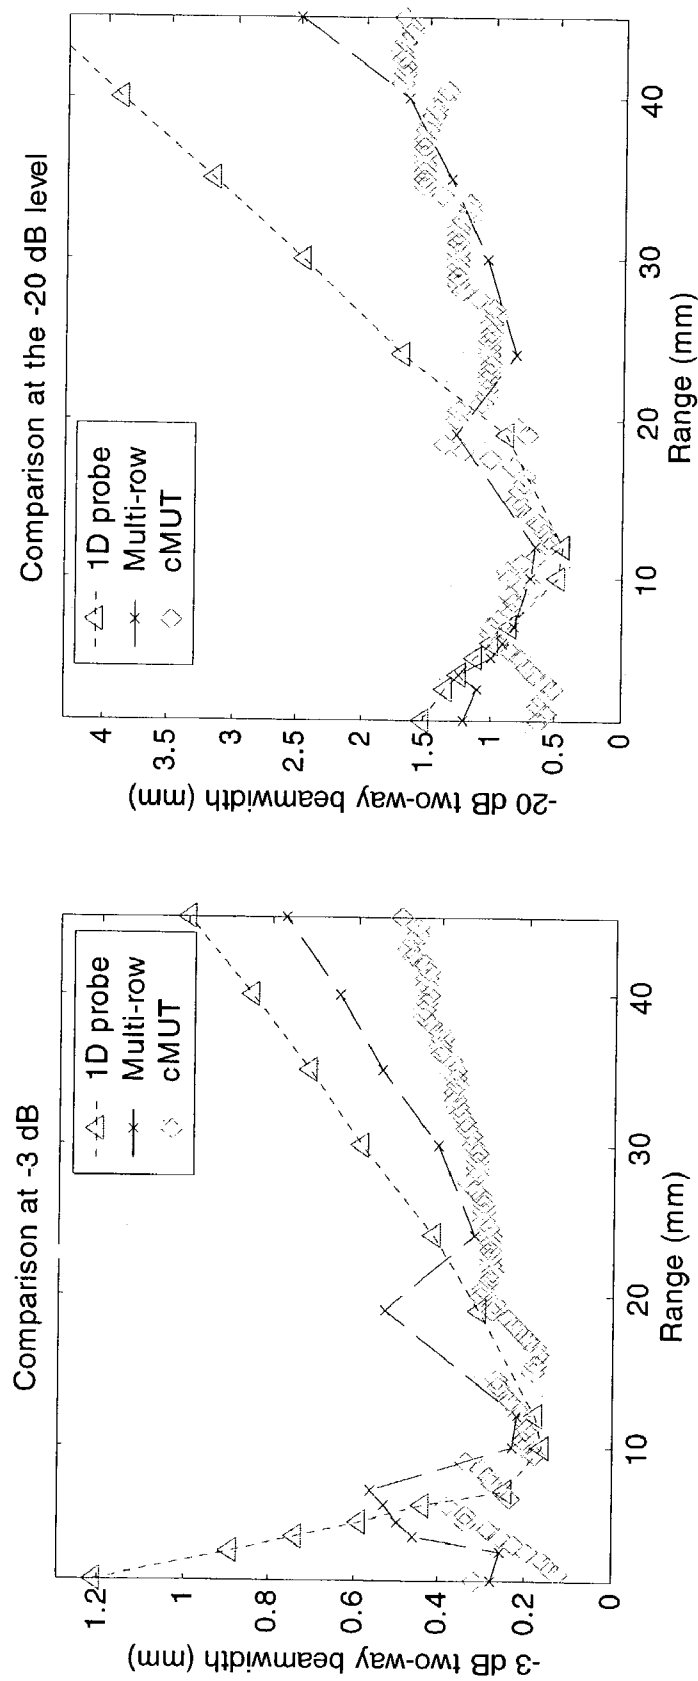 Comparison at -3 dB
1D probe
Multi-row
cMUT
-3 dB two-way beamwidth (mm)
1.2
1
0.8
0.6
0.4
0.2
0
10
20
30
40
Range (mm)
Comparison at the -20 dB level
1D probe
Multi-row
cMUT
-20 dB two-way beamwidth (mm)
4
3.5
3
2.5
2
1.5
1
0.5
0
10
20
30
40
Range (mm)